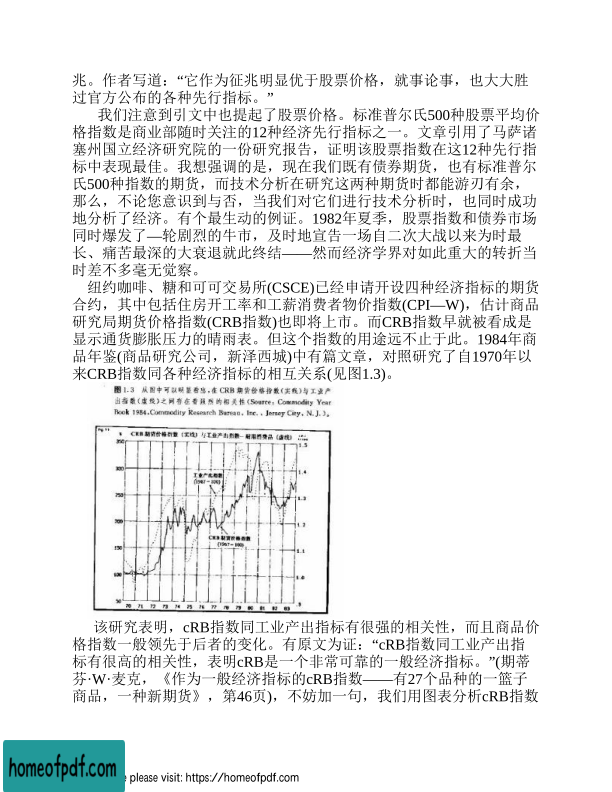 兆。作者写道：“它作为征兆明显优于股票价格，就事论事，也大大胜
过官方公布的各种先行指标。”
我们注意到引文中也提起了股票价格。标准普尔氏500种股票平均价
格指数是商业部随时关注的12种经济先行指标之一。文章引用了马萨诸
塞州国立经济研究院的一份研究报告，证明该股票指数在这12种先行指
标中表现最佳。我想强调的是，现在我们既有债券期货，也有标准普尔
氏500种指数的期货，而技术分析在研究这两种期货时都能游刃有余，
那么，不论您意识到与否，当我们对它们进行技术分析时，也同时成功
地分析了经济。有个最生动的例证。1982年夏季，股票指数和债券市场
同时爆发了—轮剧烈的牛市，及时地宣告一场自二次大战以来为时最
长、痛苦最深的大衰退就此终结——然而经济学界对如此重大的转折当
时差不多毫无觉察。
纽约咖啡、糖和可可交易所(CSCE)已经申请开设四种经济指标的期货
合约，其中包括住房开工率和工薪消费者物价指数(CPI—W)，估计商品
研究局期货价格指数(CRB指数)也即将上市。而CRB指数早就被看成是
显示通货膨胀压力的晴雨表。但这个指数的用途远不止于此。1984年商
品年鉴(商品研究公司，新泽西城)中有篇文章，对照研究了自1970年以
来CRB指数同各种经济指标的相互关系(见图1.3)。
图1.3 从图中可以明显看出，在CRB期货价格指数(实线)与工业产
出指数(虚线)之间存在着强烈的相关性(Source：Commodity Year
Book 1984，Commodity Research Bureau，Inc.，Jersey City，N.J.)。
CRB期货价格指数（实线）与工业产出指数—耐用消费品（虚线）
350 1.5
1.4
工业产出指数
(1967=100)
1.3
250
200 1.2
CRB期货价格指数
(1967=100)
150 1.1
100 1.0
50
70 71 72 73 74 75 76 77 78 79 80 81 82 83
该研究表明，cRB指数同工业产出指标有很强的相关性，而且商品价
格指数一般领先于后者的变化。有原文为证：“cRB指数同工业产出指
标有很高的相关性，表明cRB是一个非常可靠的一般经济指标。”(期蒂
芬·W·麦克，《作为一般经济指标的cRB指数——有27个品种的一篮子
商品，一种新期货》，第46页)，不妨加一句，我们用图表分析cRB指数
homeofpdf.com
please visit: https://homeofpdf.com